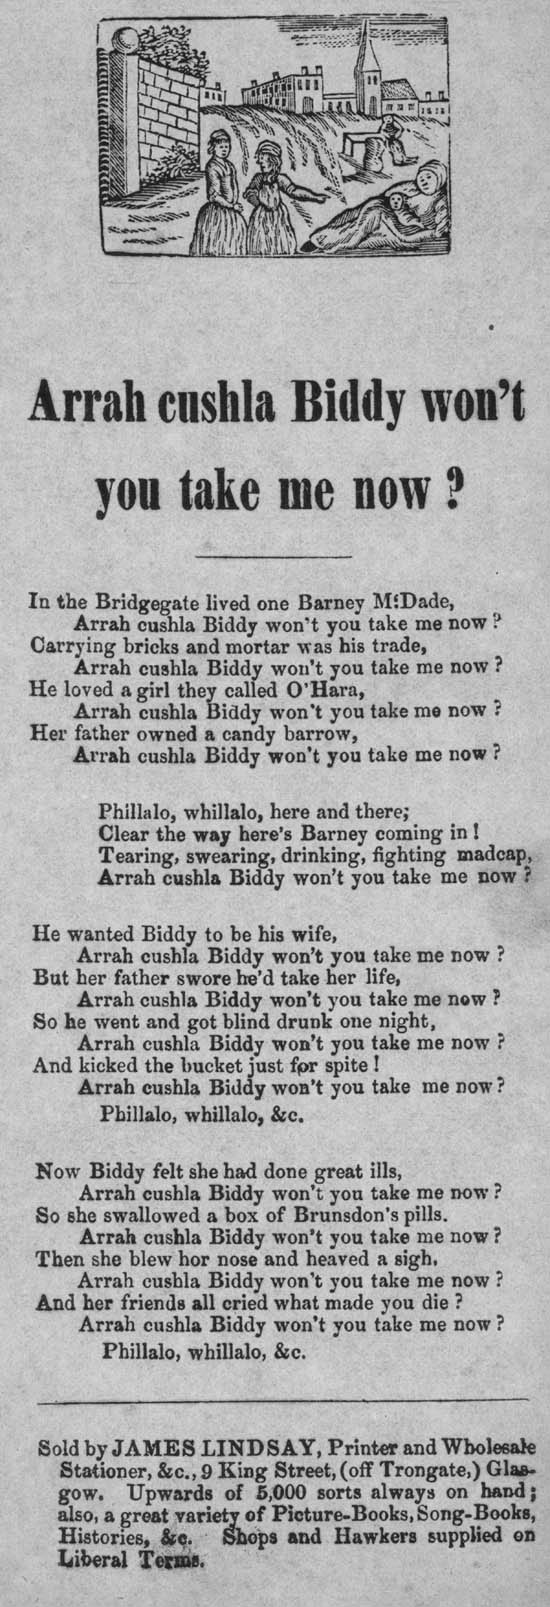 Arrah cushla Biddy won't
you take me now ?
In the Bridgegate lived one Barney M'Dade,
Arrah cushla Biddy won't you take me now ?
Carrying bricks and mortar was his trade,
Arrah cushla Biddy won't you take me now ?
He loved a girl they called O'Hara,
Arrah cushla Biddy won't you take me now ?
Her father owned a candy barrow,
Arrah cushla Biddy won't you take me now ?
Phillalo, whillalo, here and there;
Clear the way here's Barney coming in !
Tearing, swearing, drinking, fighting madcap,
Arrah cushla Biddy won't you take me now ?
He wanted Biddy to be his wife,
Arrah cushla Biddy won't you take me now ?
But her father swore he'd take her life,
Arrah cushla Biddy won't you take me now ?
So he went and got blind drunk one night,
Arrah cushla Biddy won't you take me now ?
And kicked the bucket just for spite !
Arrah cushla Biddy won't you take me now ?
Phillalo, whillalo, &c.
Now Biddy felt she had done great ills,
Arrah cushla Biddy won't you take me now ?
So she swallowed a box of Brunsdon's pills.
Arrah cushla Biddy won't you take me now ?
Then she blew hor nose and heaved a sigh.
Arrah cushla Biddy won't you take me now ?
And her friends all cried what made you die ?
Arrah cushla Biddy won't you take me now ?
Phillalo, whillalo, &c.
Sold by JAMES LINDSAY, Printer and Wholesale
Stationer, &c., 9 King Street, (off Trongate,) Glas-
gow. Upwards of 5,000 sorts always on hand ;
also, a great variety of Picture-Books, Song-Books,
Histories, &c. Shops and Hawkers supplied on
Liberal Terms.